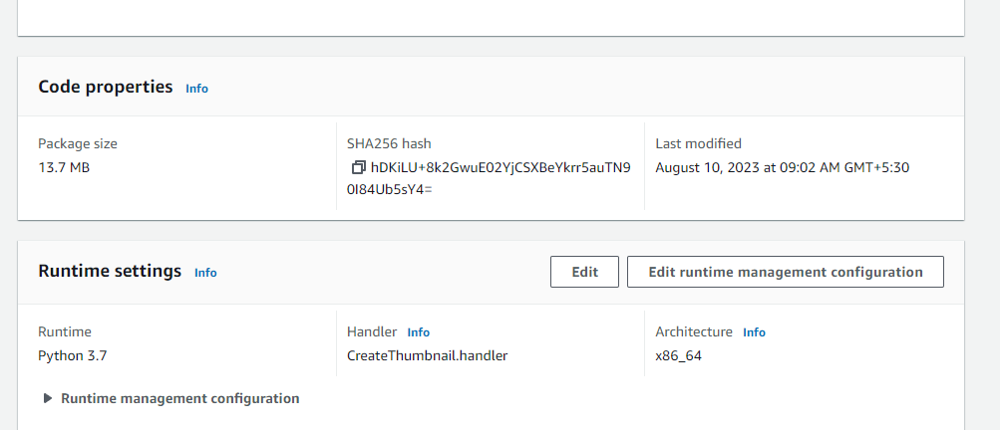 Code properties Info
Package size
13.7 MB
SHA256 hash
hDKiLU+8k2GwuE02YjCSXBeYkrr5auTN9
0I84Ub5sY4=
Last modified
August 10, 2023 at 09:02 AM GMT+5:30
Runtime settings Info
Edit
Edit runtime management configuration
Runtime
Python 3.7
Handler Info
CreateThumbnail.handler
Architecture Info
x86_64
Runtime management configuration